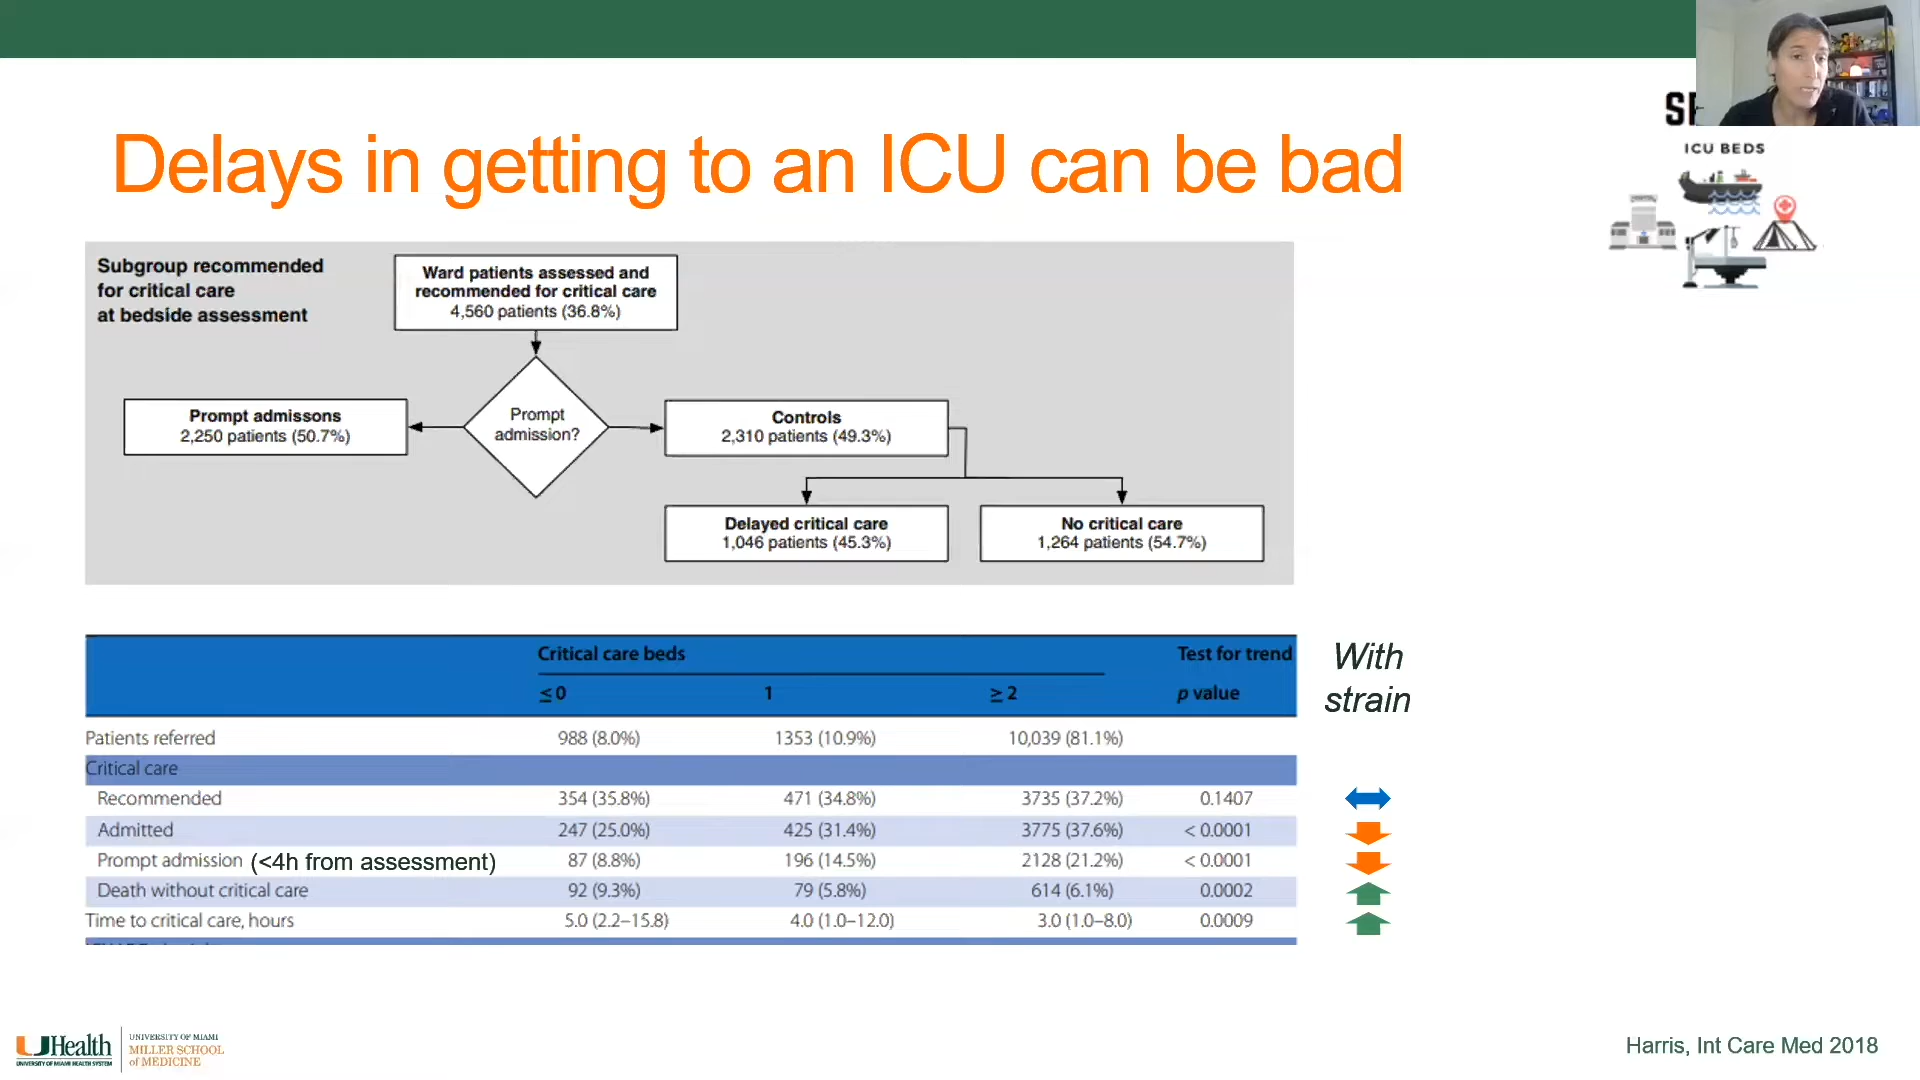 Delays in getting to an ICU can be bad
ICU BEDS
Subgroup recommended
for critical care
at bedside assessment
Ward patients assessed and
recommended for critical care
4,560 patients (36.8%)
Prompt
admission?
Prompt admissons
2,250 patients (50.7%)
Controls
2,310 patients (49.3%)
Delayed critical care
1,046 patients (45.3%)
No critical care
1,264 patients (54.7%)
Critical care beds Test for trend
≤ 0 1 ≥ 2 p value
Patients referred 988 (8.0%) 1353 (10.9%) 10,039 (81.1%)
Critical care
Recommended 354 (35.8%) 471 (34.8%) 3735 (37.2%) 0.1407
Admitted 247 (25.0%) 425 (31.4%) 3775 (37.6%) < 0.0001
Prompt admission (<4h from assessment) 87 (8.8%) 196 (14.5%) 2128 (21.2%) < 0.0001
Death without critical care 92 (9.3%) 79 (5.8%) 614 (6.1%) 0.0002
Time to critical care, hours 5.0 (2.2–15.8) 4.0 (1.0–12.0) 3.0 (1.0–8.0) 0.0009
With
strain
UHealth
UNIVERSITY OF MIAMI HEALTH SYSTEM
UNIVERSITY OF MIAMI
MILLER SCHOOL
of MEDICINE
Harris, Int Care Med 2018